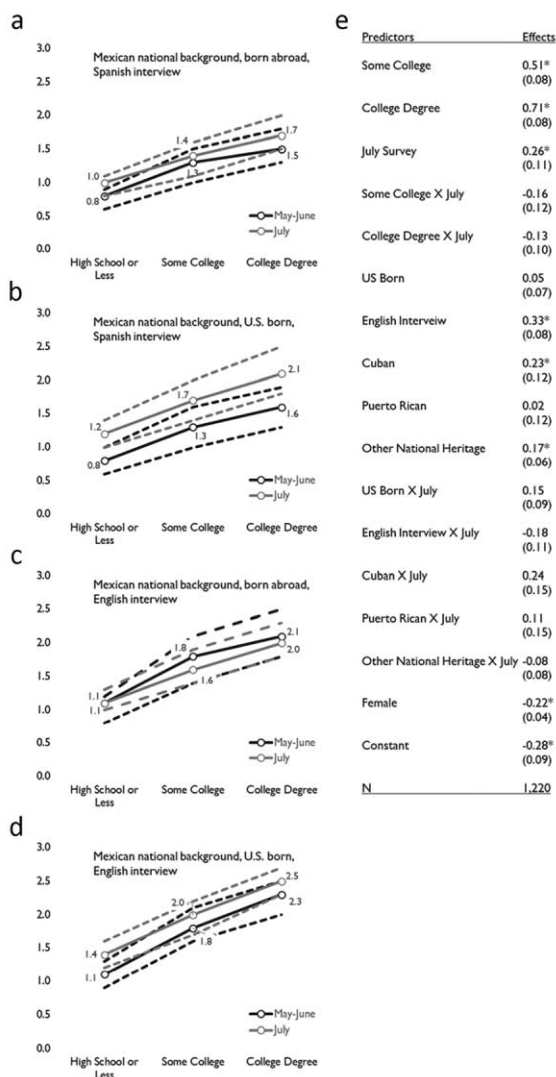 a
3.0
Mexican national background, born abroad,
Spanish interview
2.5
2.0
1.5
1.0
0.5
0.0
1.0
0.8
1.4
1.3
1.7
1.5
May-June
July
High School or
Less
Some College
College Degree
b
3.0
Mexican national background, U.S. born,
Spanish interview
2.5
2.0
1.5
1.0
0.5
0.0
1.2
0.8
1.7
1.3
2.1
1.6
May-June
July
High School or
Less
Some College
College Degree
c
3.0
Mexican national background, born abroad,
English interview
2.5
2.0
1.5
1.0
0.5
0.0
1.1
1.1
1.8
1.6
2.1
2.0
May-June
July
High School or
Less
Some College
College Degree
d
3.0
Mexican national background, U.S. born,
English interview
2.5
2.0
1.5
1.0
0.5
0.0
1.4
1.1
2.0
1.8
2.5
2.3
May-June
July
High School or
Less
Some College
College Degree
e
Predictors Effects
Some College 0.51*
(0.08)
College Degree 0.71*
(0.08)
July Survey 0.26*
(0.11)
Some College X July -0.16
(0.12)
College Degree X July -0.13
(0.10)
US Born 0.05
(0.07)
English Interveiw 0.33*
(0.08)
Cuban 0.23*
(0.12)
Puerto Rican 0.02
(0.12)
Other National Heritage 0.17*
(0.06)
US Born X July 0.15
(0.09)
English Interview X July -0.18
(0.11)
Cuban X July 0.24
(0.15)
Puerto Rican X July 0.11
(0.15)
Other National Heritage X July -0.08
(0.08)
Female -0.22*
(0.04)
Constant -0.28*
(0.09)
N 1,220